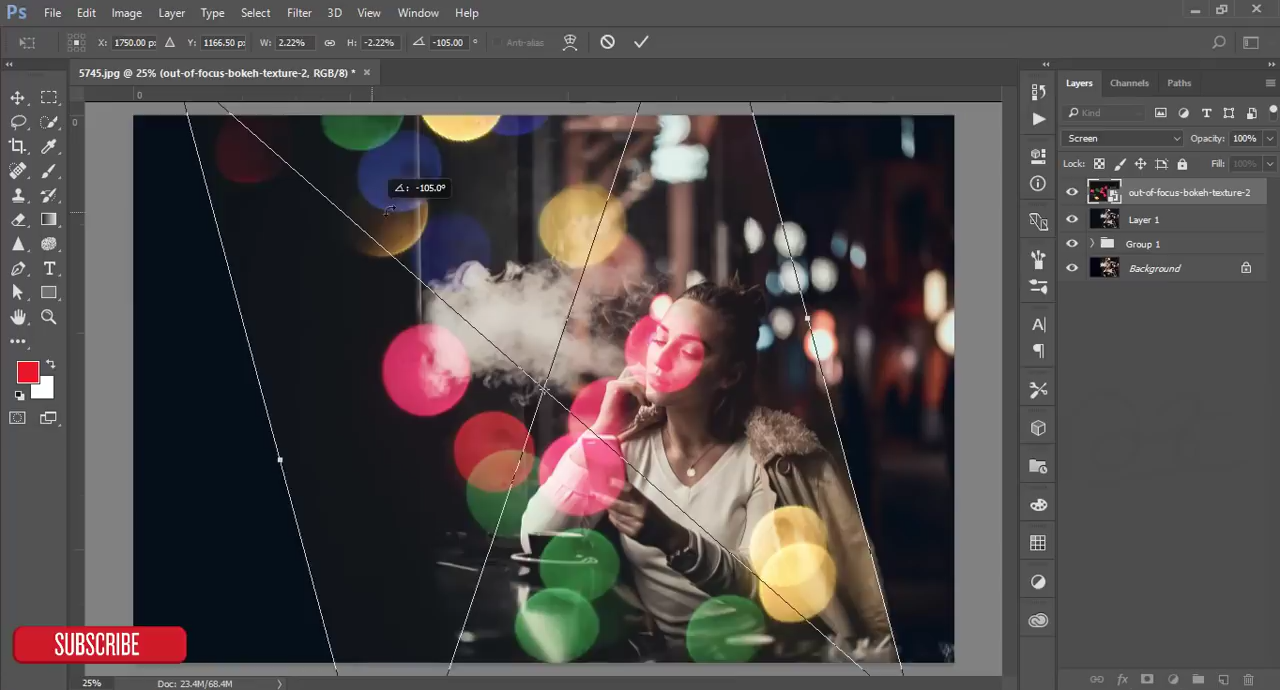 Ps File Edit Image Layer Type Select Filter 3D View Window Help
X: 1750.00 px Y: 1166.50 px W: 2.22% H: -2.22% -105.00 ° Anti-alias
5745.jpg @ 25% (out-of-focus-bokeh-texture-2, RGB/8) * ×
0
0
-105.0°
Layers Channels Paths
Kind
Screen Opacity: 100%
Lock: Fill: 100%
out-of-focus-bokeh-texture-2
Layer 1
Group 1
Background
SUBSCRIBE
25% Doc: 23.4M/68.4M